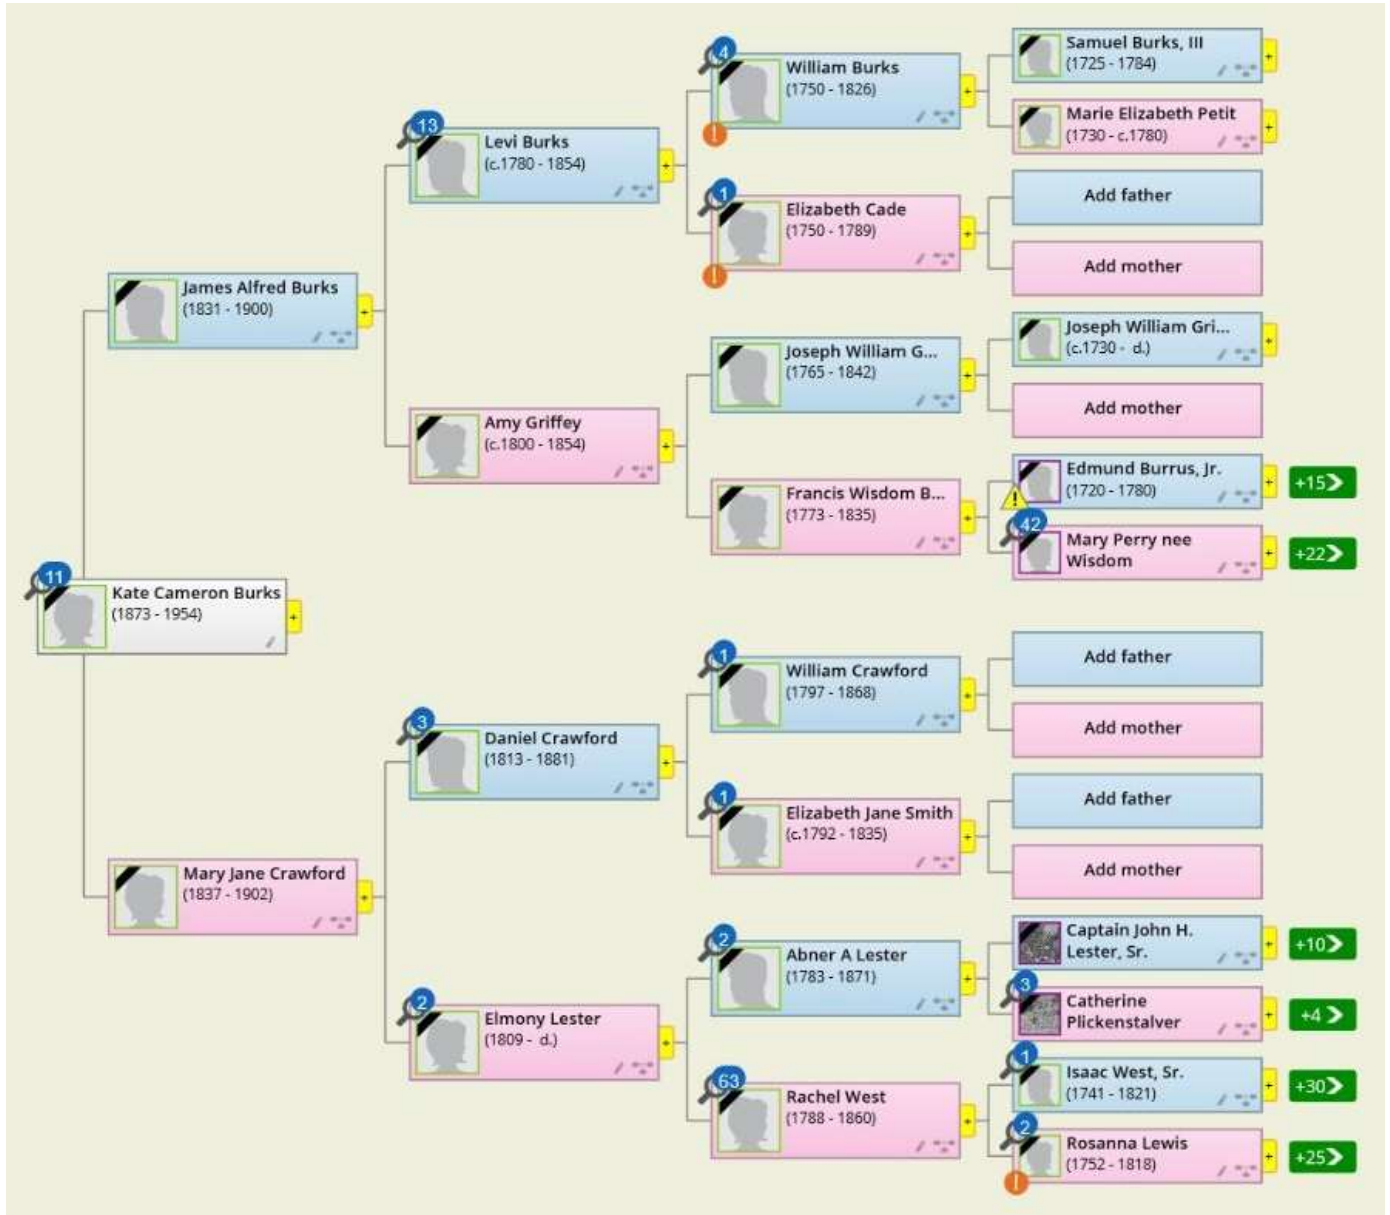 4
William Burks
(1750 - 1826)
+
!
Samuel Burks, III
(1725 - 1784)
+
Marie Elizabeth Petit
(1730 - c.1780)
+
13
Levi Burks
(c.1780 - 1854)
+
1
Elizabeth Cade
(1750 - 1789)
+
!
Add father
Add mother
James Alfred Burks
(1831 - 1900)
+
Joseph William G...
(1765 - 1842)
+
Joseph William Gri...
(c.1730 - d.)
+
Add mother
Amy Griffey
(c.1800 - 1854)
+
Francis Wisdom B...
(1773 - 1835)
+
Edmund Burrus, Jr.
(1720 - 1780)
+
!
+15
42
Mary Perry nee
Wisdom
+
+22
11
Kate Cameron Burks
(1873 - 1954)
+
1
William Crawford
(1797 - 1868)
+
Add father
Add mother
3
Daniel Crawford
(1813 - 1881)
+
1
Elizabeth Jane Smith
(c.1792 - 1835)
+
Add father
Add mother
Mary Jane Crawford
(1837 - 1902)
+
2
Abner A Lester
(1783 - 1871)
+
Captain John H.
Lester, Sr.
+
+10
3
Catherine
Plickenstalver
+
+4
2
Elmony Lester
(1809 - d.)
+
63
Rachel West
(1788 - 1860)
+
1
Isaac West, Sr.
(1741 - 1821)
+
+30
2
Rosanna Lewis
(1752 - 1818)
+
!
+25